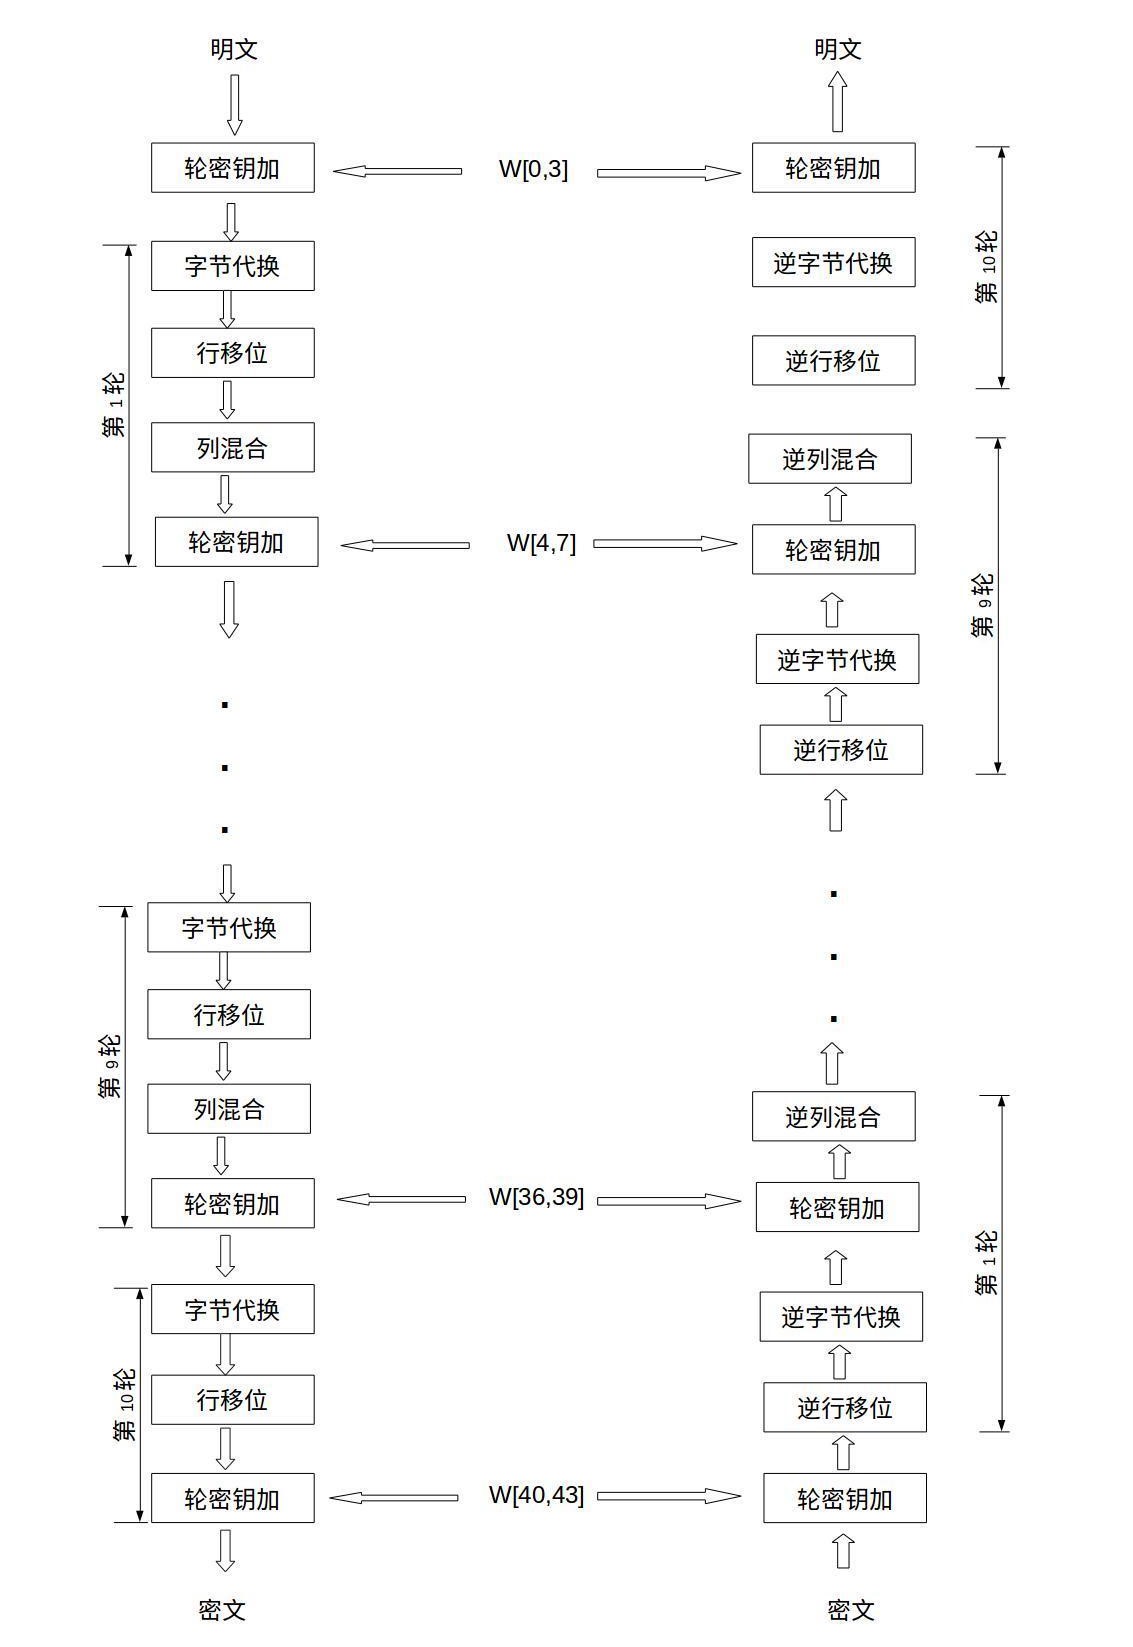 明文
明文
轮密钥加
W[0,3]
轮密钥加
字节代换
逆字节代换
第 10 轮
行移位
逆行移位
第 1 轮
列混合
逆列混合
轮密钥加
W[4,7]
轮密钥加
第 9 轮
逆字节代换
逆行移位
字节代换
行移位
第 9 轮
列混合
逆列混合
轮密钥加
W[36,39]
轮密钥加
第 1 轮
字节代换
逆字节代换
行移位
逆行移位
第 10 轮
轮密钥加
W[40,43]
轮密钥加
密文
密文